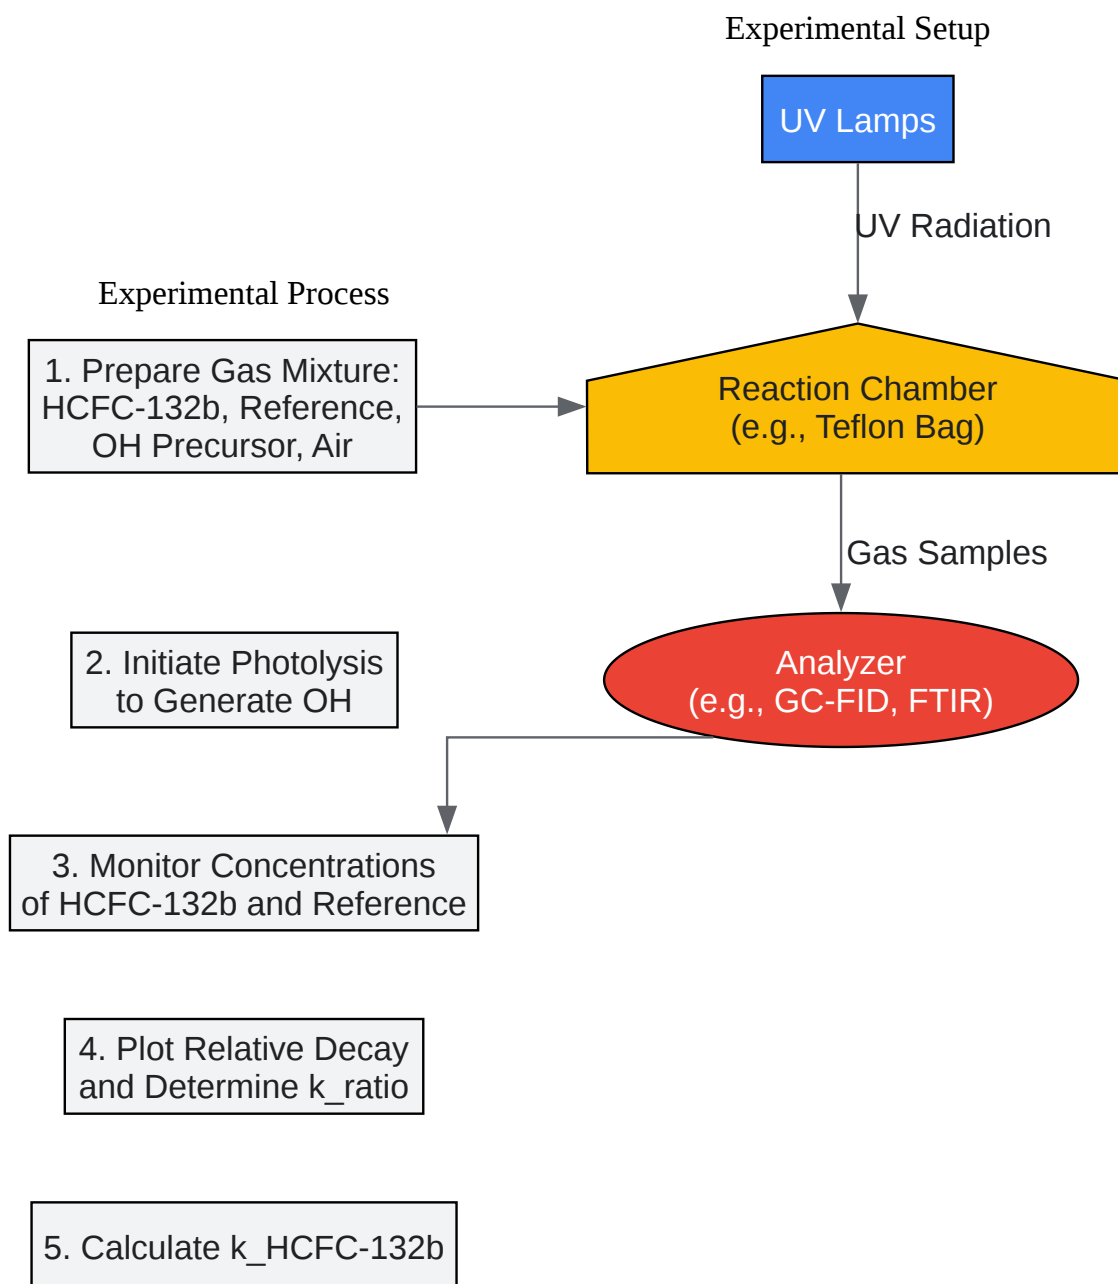 Experimental Setup
UV Lamps
UV Radiation
Experimental Process
1. Prepare Gas Mixture:
HCFC-132b, Reference,
OH Precursor, Air
Reaction Chamber
(e.g., Teflon Bag)
Gas Samples
2. Initiate Photolysis
to Generate OH
Analyzer
(e.g., GC-FID, FTIR)
3. Monitor Concentrations
of HCFC-132b and Reference
4. Plot Relative Decay
and Determine k_ratio
5. Calculate k_HCFC-132b